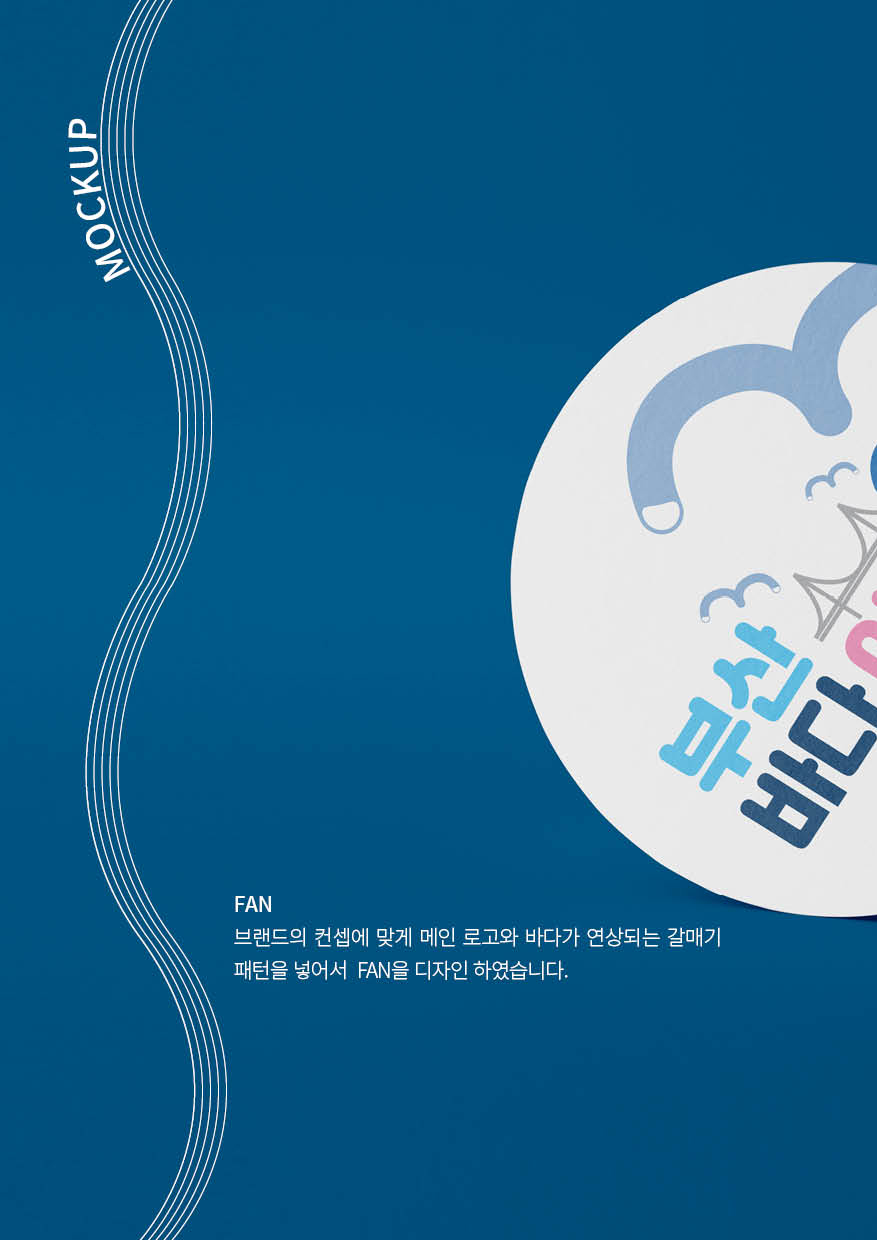 MOCKUP
부산
바다
FAN
브랜드의 컨셉에 맞게 메인 로고와 바다가 연상되는 갈매기
패턴을 넣어서 FAN을 디자인 하였습니다.